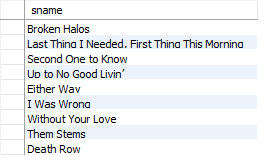 sname
Broken Halos
Last Thing I Needed, First Thing This Morning
Second One to Know
Up to No Good Livin’
Either Way
I Was Wrong
Without Your Love
Them Stems
Death Row